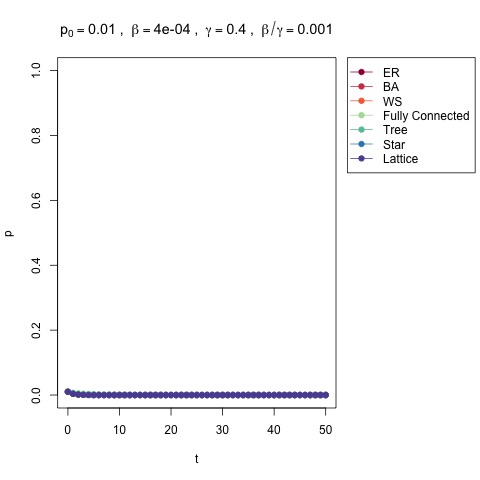 p₀ = 0.01 , β = 4e-04 , γ = 0.4 , β/γ = 0.001
ER
BA
WS
Fully Connected
Tree
Star
Lattice
1.0
0.8
0.6
0.4
0.2
0.0
p
0 10 20 30 40 50
t